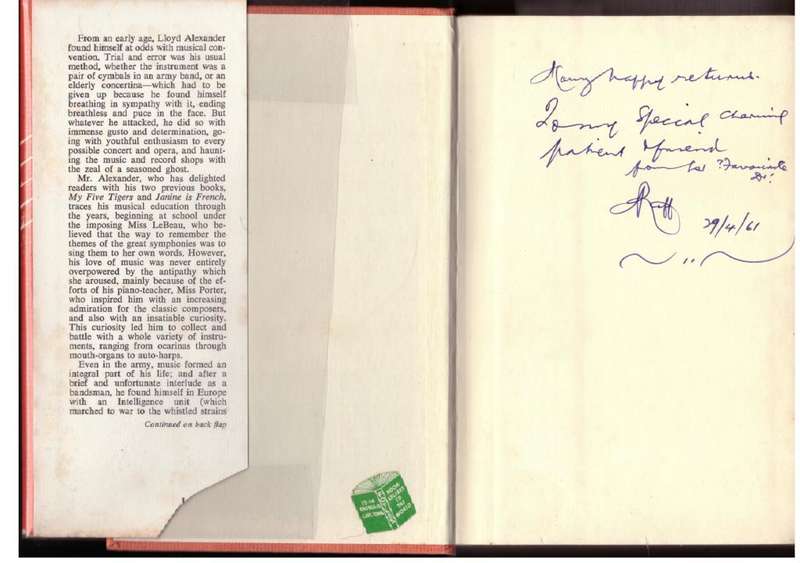 From an early age, Lloyd Alexander
found himself at odds with musical con-
vention. Trial and error was his usual
method, whether the instrument was a
pair of cymbals in an army band, or an
elderly concertina—which had to be
given up because he found himself
breathing in sympathy with it, ending
breathless and puce in the face. But
whatever he attacked, he did so with
immense gusto and determination, go-
ing with youthful enthusiasm to every
possible concert and opera, and haunt-
ing the music and record shops with
the zeal of a seasoned ghost.
Mr. Alexander, who has delighted
readers with his two previous books,
My Five Tigers and Janine is French,
traces his musical education through
the years, beginning at school under
the imposing Miss LeBeau, who be-
lieved that the way to remember the
themes of the great symphonies was to
sing them to her own words. However,
his love of music was never entirely
overpowered by the antipathy which
she aroused, mainly because of the ef-
forts of his piano-teacher, Miss Porter,
who inspired him with an increasing
admiration for the classic composers,
and also with an insatiable curiosity.
This curiosity led him to collect and
battle with a whole variety of instru-
ments, ranging from ocarinas through
mouth-organs to auto-harps.
Even in the army, music formed an
integral part of his life; and after a
brief and unfortunate interlude as a
bandsman, he found himself in Europe
with an Intelligence unit (which
marched to war to the whistled strains
Continued on back flap
Many happy returns.
To my Special Charming
patient & friend
from his ?Favourite
Dr?
29/4/61
THE
WORLD